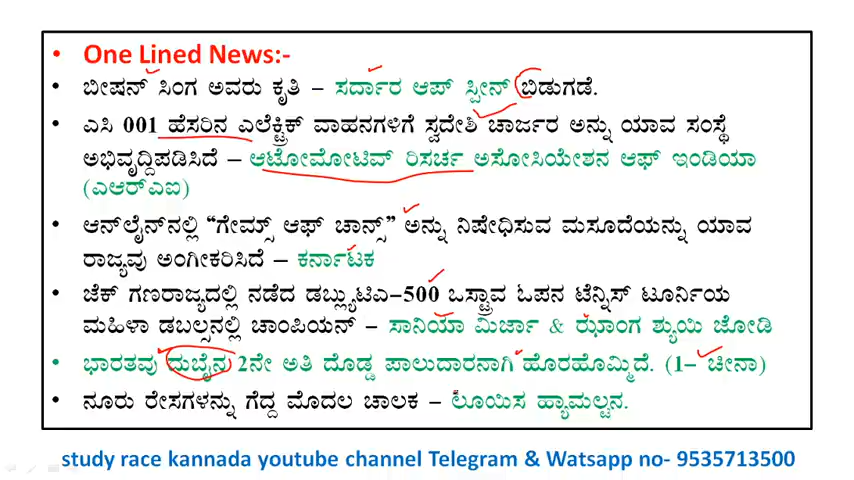 One Lined News:-
ಬೀಷನ್ ಸಿಂಗ ಅವರು ಕೃತಿ – ಸರ್ದಾರ ಆಪ್ ಸ್ಪೀನ್ ಬಿಡುಗಡೆ.
ಎಸಿ 001 ಹೆಸರಿನ ಎಲೆಕ್ಟ್ರಿಕ್ ವಾಹನಗಳಿಗೆ ಸ್ವದೇಶಿ ಚಾರ್ಜರ ಅನ್ನು ಯಾವ ಸಂಸ್ಥೆ
ಅಭಿವೃದ್ದಿಪಡಿಸಿದೆ – ಆಟೋಮೋಟಿವ್ ರಿಸರ್ಚ ಅಸೋಸಿಯೇಶನ ಆಫ್ ಇಂಡಿಯಾ
(ಎಆರ್‌ಎಐ)
ಆನ್‌ಲೈನ್‌ನಲ್ಲಿ “ಗೇಮ್ಸ್ ಆಫ್ ಚಾನ್ಸ್” ಅನ್ನು ನಿಷೇಧಿಸುವ ಮಸೂದೆಯನ್ನು ಯಾವ
ರಾಜ್ಯವು ಅಂಗೀಕರಿಸಿದೆ – ಕರ್ನಾಟಕ
ಜೆಕ್ ಗಣರಾಜ್ಯದಲ್ಲಿ ನಡೆದ ಡಬ್ಲ್ಯುಟಿಎ–500 ಒಸ್ಟ್ರಾವ ಓಪನ ಟೆನ್ನಿಸ್ ಟೂರ್ನಿಯ
ಮಹಿಳಾ ಡಬಲ್ಸನಲ್ಲಿ ಚಾಂಪಿಯನ್ – ಸಾನಿಯಾ ಮಿರ್ಜಾ & ಝಾಂಗ ಶ್ಯುಯಿ ಜೋಡಿ
ಭಾರತವು ದುಬೈನ 2ನೇ ಅತಿ ದೊಡ್ಡ ಪಾಲುದಾರನಾಗಿ ಹೊರಹೊಮ್ಮಿದೆ. (1– ಚೀನಾ)
ನೂರು ರೇಸಗಳನ್ನು ಗೆದ್ದ ಮೊದಲ ಚಾಲಕ – ಲೂಯಿಸ ಹ್ಯಾಮಲ್ಟನ.
study race kannada youtube channel Telegram & Watsapp no- 9535713500